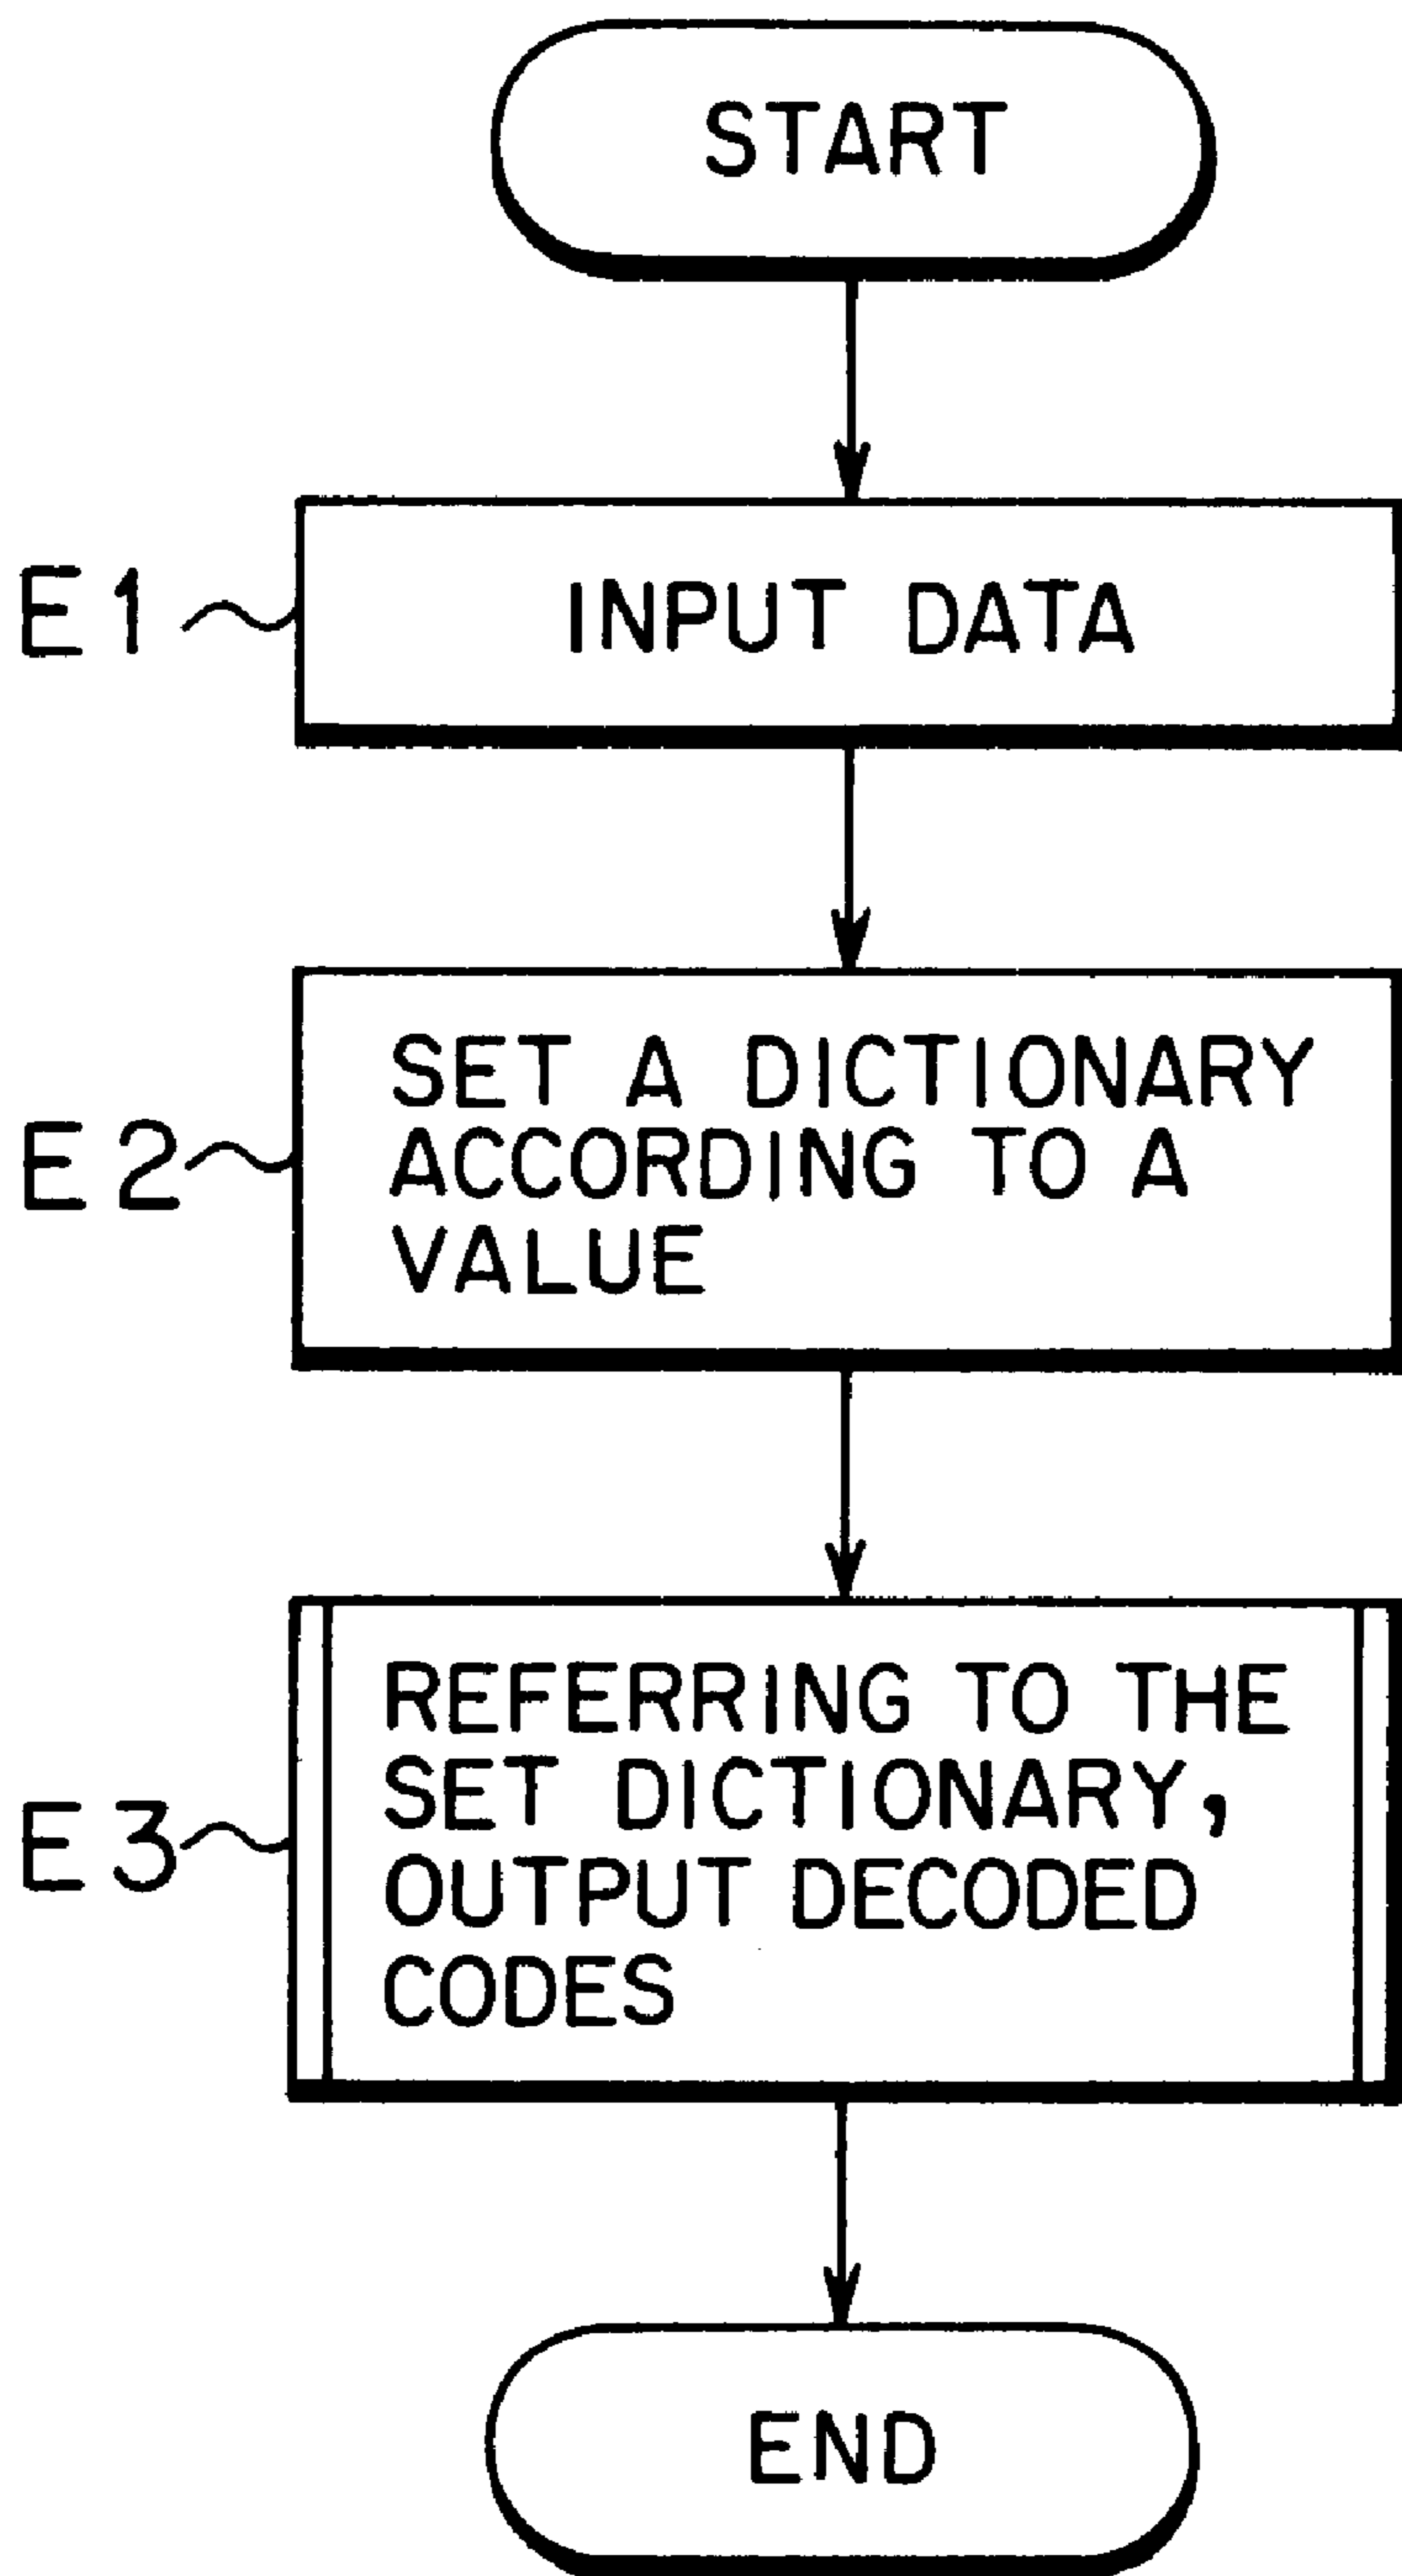 START
E1
INPUT DATA
E2
SET A DICTIONARY
ACCORDING TO A
VALUE
E3
REFERRING TO THE
SET DICTIONARY,
OUTPUT DECODED
CODES
END